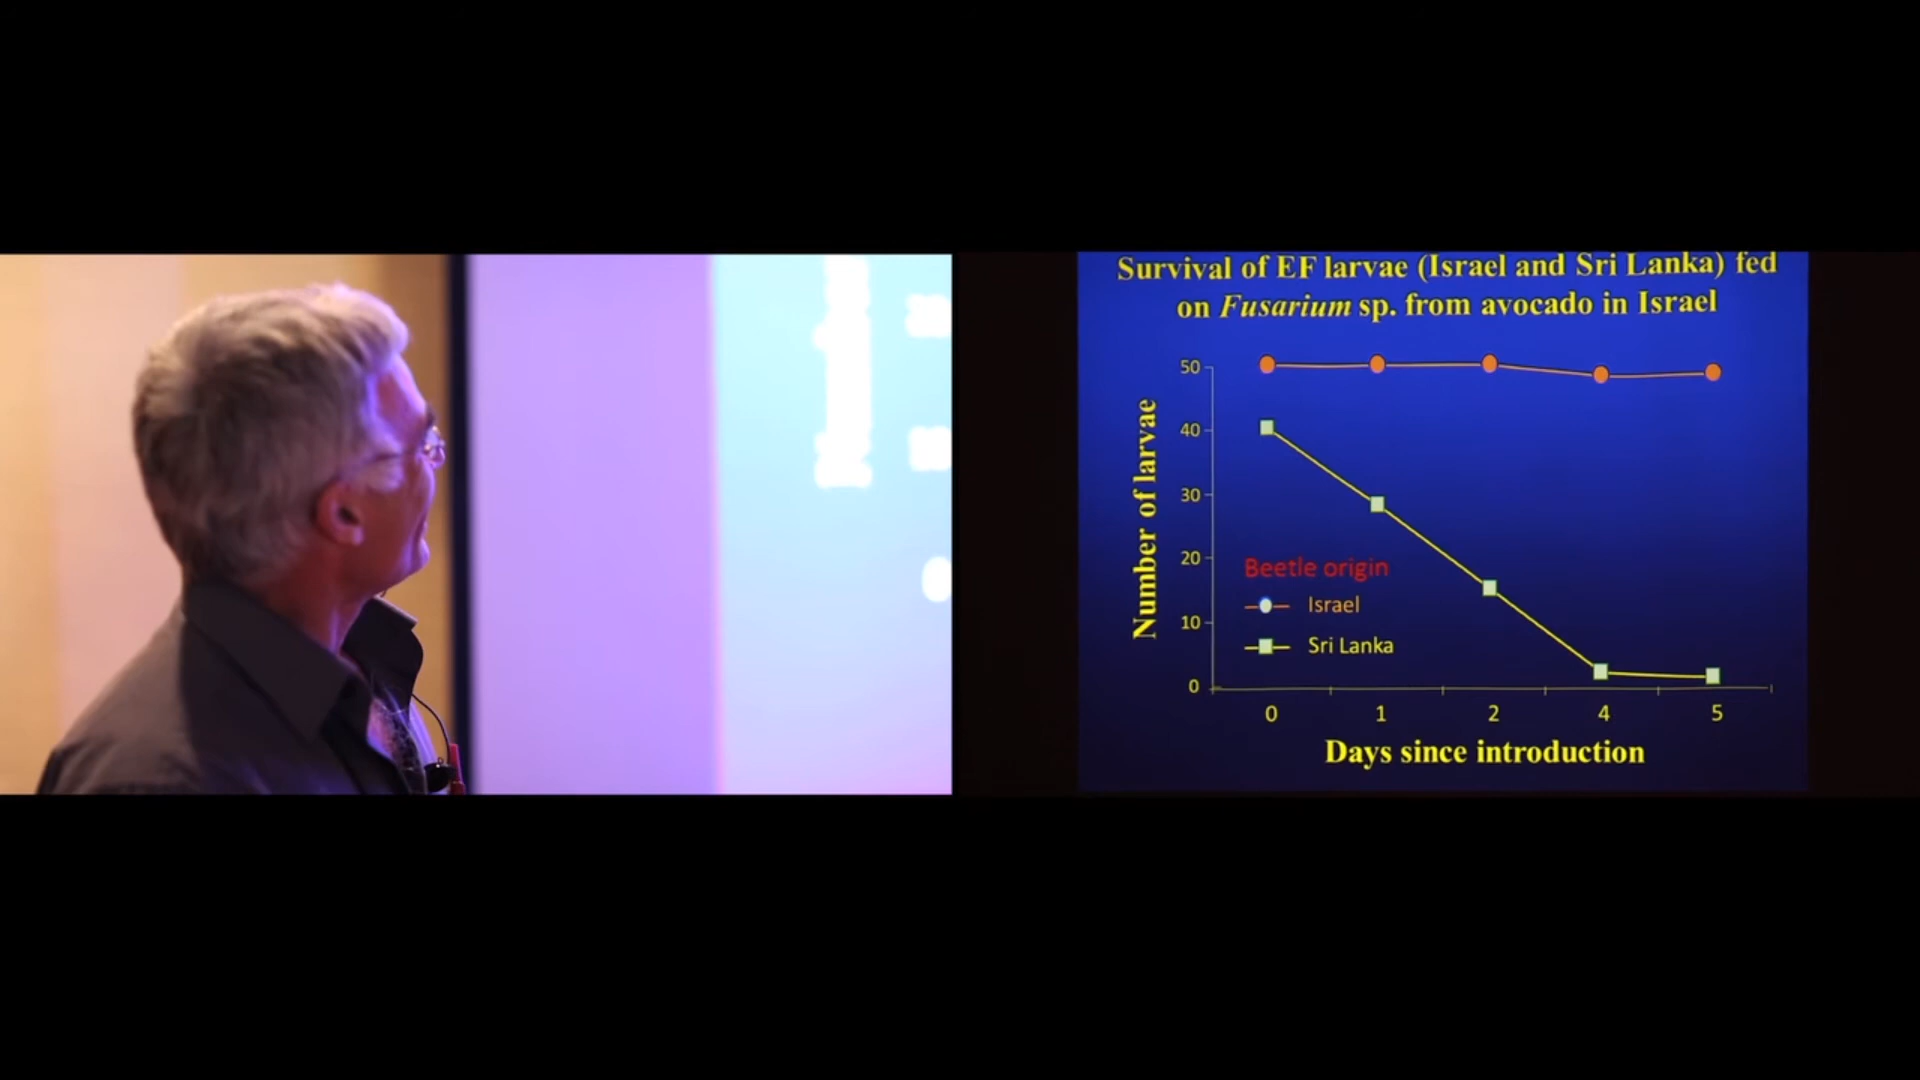 Survival of EF larvae (Israel and Sri Lanka) fed
on Fusarium sp. from avocado in Israel
50
40
30
20
10
0
Number of larvae
Beetle origin
Israel
Sri Lanka
0 1 2 4 5
Days since introduction